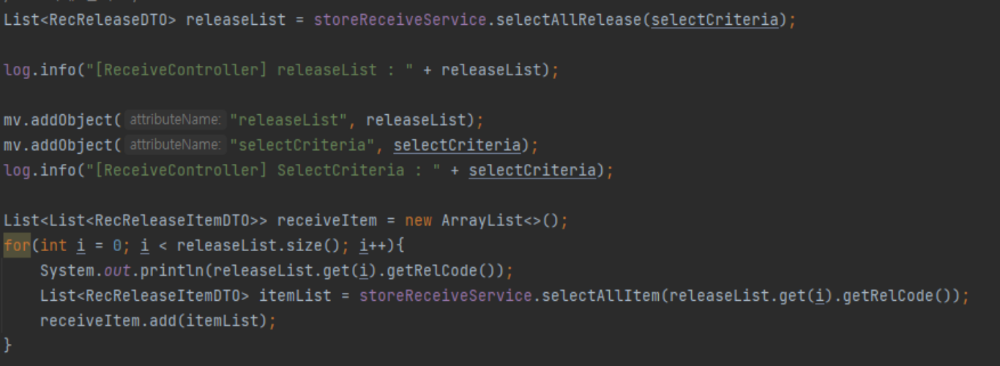 List<RecReleaseDTO> releaseList = storeReceiveService.selectAllRelease(selectCriteria);
log.info("[ReceiveController] releaseList : " + releaseList);
mv.addObject( attributeName: "releaseList", releaseList);
mv.addObject( attributeName: "selectCriteria", selectCriteria);
log.info("[ReceiveController] SelectCriteria : " + selectCriteria);
List<List<RecReleaseItemDTO>> receiveItem = new ArrayList<>();
for(int i = 0; i < releaseList.size(); i++){
    System.out.println(releaseList.get(i).getRelCode());
    List<RecReleaseItemDTO> itemList = storeReceiveService.selectAllItem(releaseList.get(i).getRelCode());
    receiveItem.add(itemList);
}